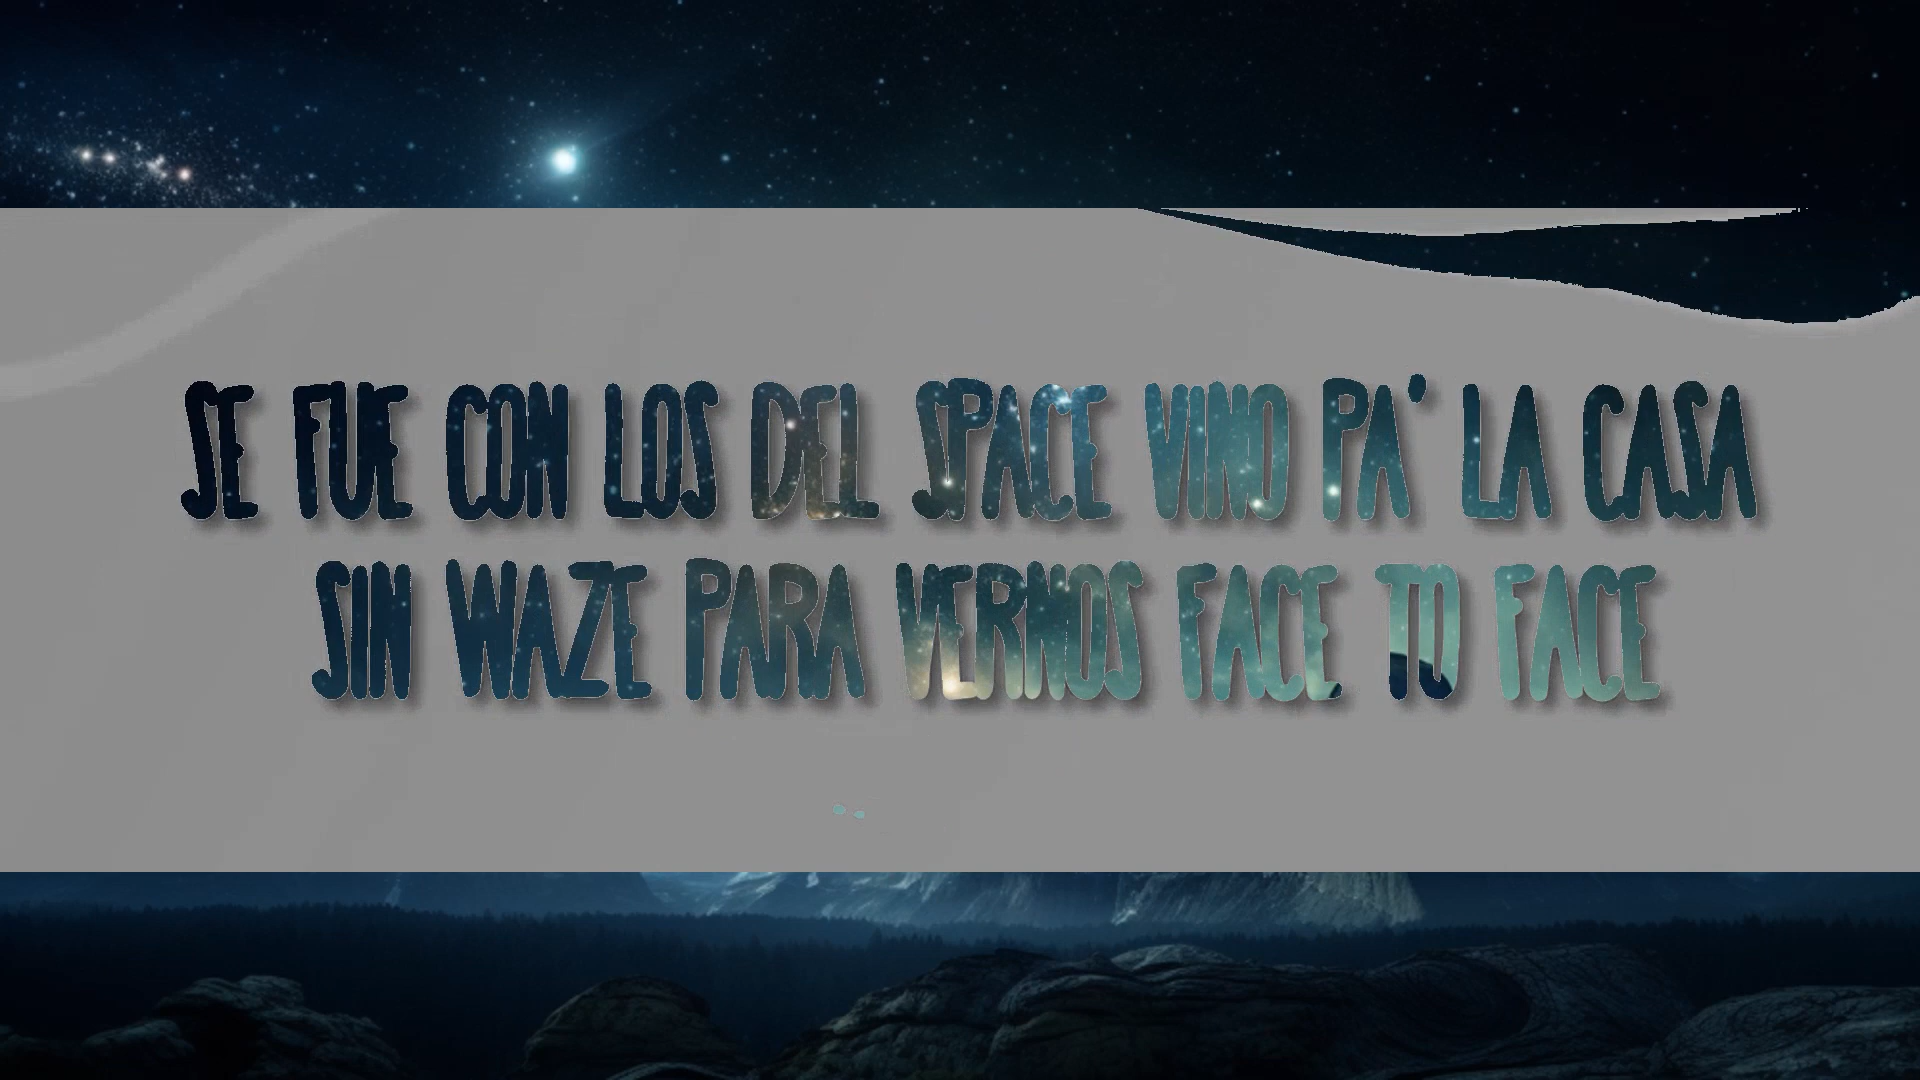 SE FUE CON LOS DEL SPACE VINO PA' LA CASA
SIN WAZE PARA VERNOS FACE TO FACE